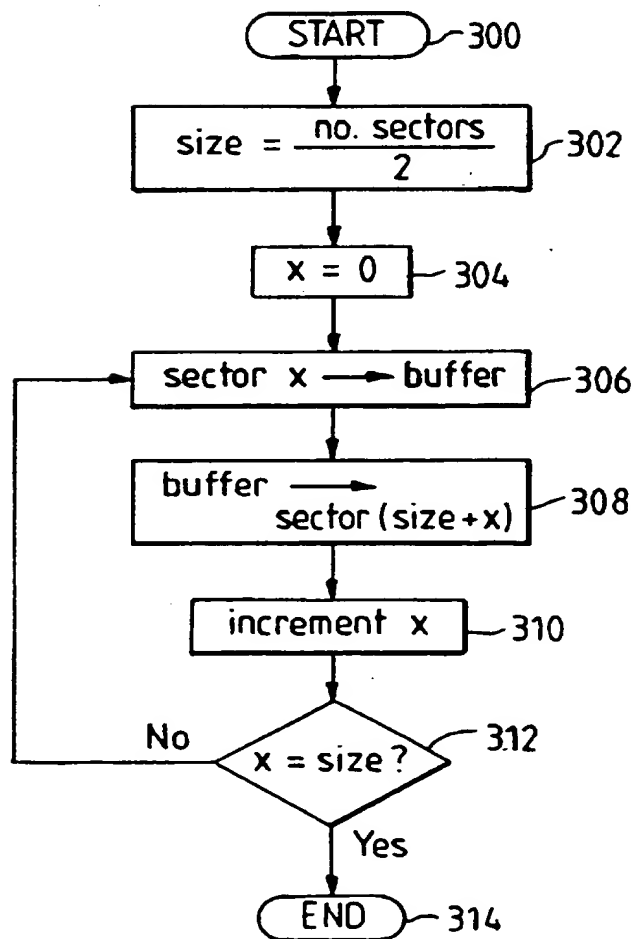 START 300
size = no. sectors / 2 302
x = 0 304
sector x → buffer 306
buffer →
sector (size + x) 308
increment x 310
No
x = size ? 312
Yes
END 314